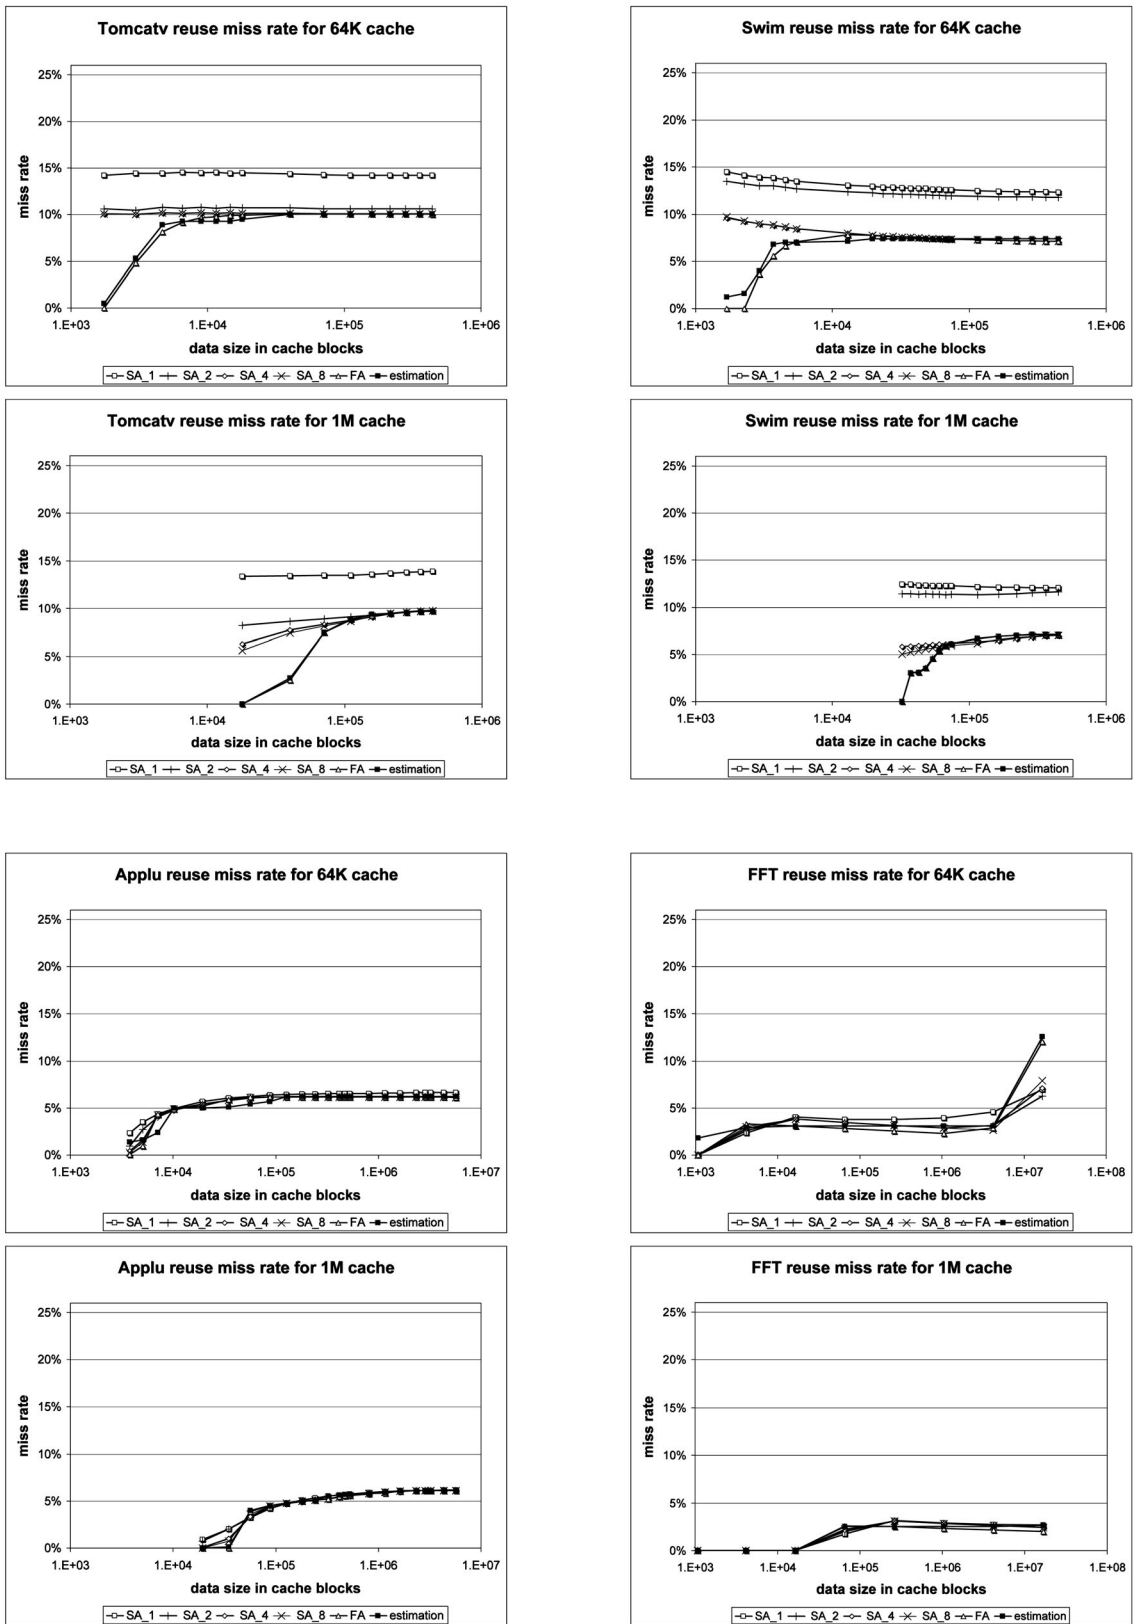 Tomcatv reuse miss rate for 64K cache
25%
20%
15%
10%
5%
0%
miss rate
1.E+03 1.E+04 1.E+05 1.E+06
data size in cache blocks
SA_1 SA_2 SA_4 SA_8 FA estimation
Swim reuse miss rate for 64K cache
25%
20%
15%
10%
5%
0%
miss rate
1.E+03 1.E+04 1.E+05 1.E+06
data size in cache blocks
SA_1 SA_2 SA_4 SA_8 FA estimation
Tomcatv reuse miss rate for 1M cache
25%
20%
15%
10%
5%
0%
miss rate
1.E+03 1.E+04 1.E+05 1.E+06
data size in cache blocks
SA_1 SA_2 SA_4 SA_8 FA estimation
Swim reuse miss rate for 1M cache
25%
20%
15%
10%
5%
0%
miss rate
1.E+03 1.E+04 1.E+05 1.E+06
data size in cache blocks
SA_1 SA_2 SA_4 SA_8 FA estimation
Applu reuse miss rate for 64K cache
25%
20%
15%
10%
5%
0%
miss rate
1.E+03 1.E+04 1.E+05 1.E+06 1.E+07
data size in cache blocks
SA_1 SA_2 SA_4 SA_8 FA estimation
FFT reuse miss rate for 64K cache
25%
20%
15%
10%
5%
0%
miss rate
1.E+03 1.E+04 1.E+05 1.E+06 1.E+07 1.E+08
data size in cache blocks
SA_1 SA_2 SA_4 SA_8 FA estimation
Applu reuse miss rate for 1M cache
25%
20%
15%
10%
5%
0%
miss rate
1.E+03 1.E+04 1.E+05 1.E+06 1.E+07
data size in cache blocks
SA_1 SA_2 SA_4 SA_8 FA estimation
FFT reuse miss rate for 1M cache
25%
20%
15%
10%
5%
0%
miss rate
1.E+03 1.E+04 1.E+05 1.E+06 1.E+07 1.E+08
data size in cache blocks
SA_1 SA_2 SA_4 SA_8 FA estimation